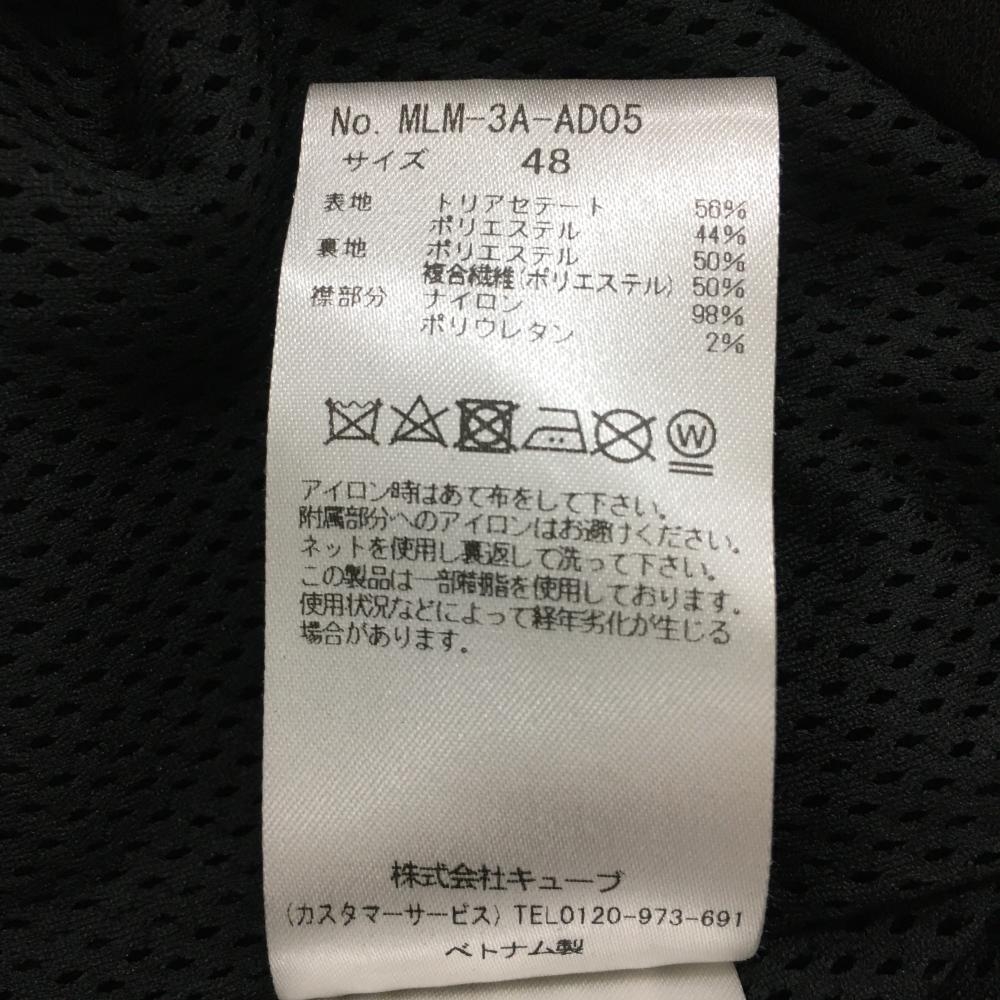 No. MLM-3A-AD05
サイズ 48
表地 トリアセテート 56%
ポリエステル 44%
裏地 ポリエステル 50%
複合繊維(ポリエステル) 50%
襟部分 ナイロン 98%
ポリウレタン 2%
W
アイロン時はあて布をして下さい。
附属部分へのアイロンはお避けください。
ネットを使用し裏返して洗って下さい。
この製品は一部樹脂を使用しております。
使用状況などによって経年劣化が生じる
場合があります。
株式会社キューブ
(カスタマーサービス) TEL0120-973-691
ベトナム製